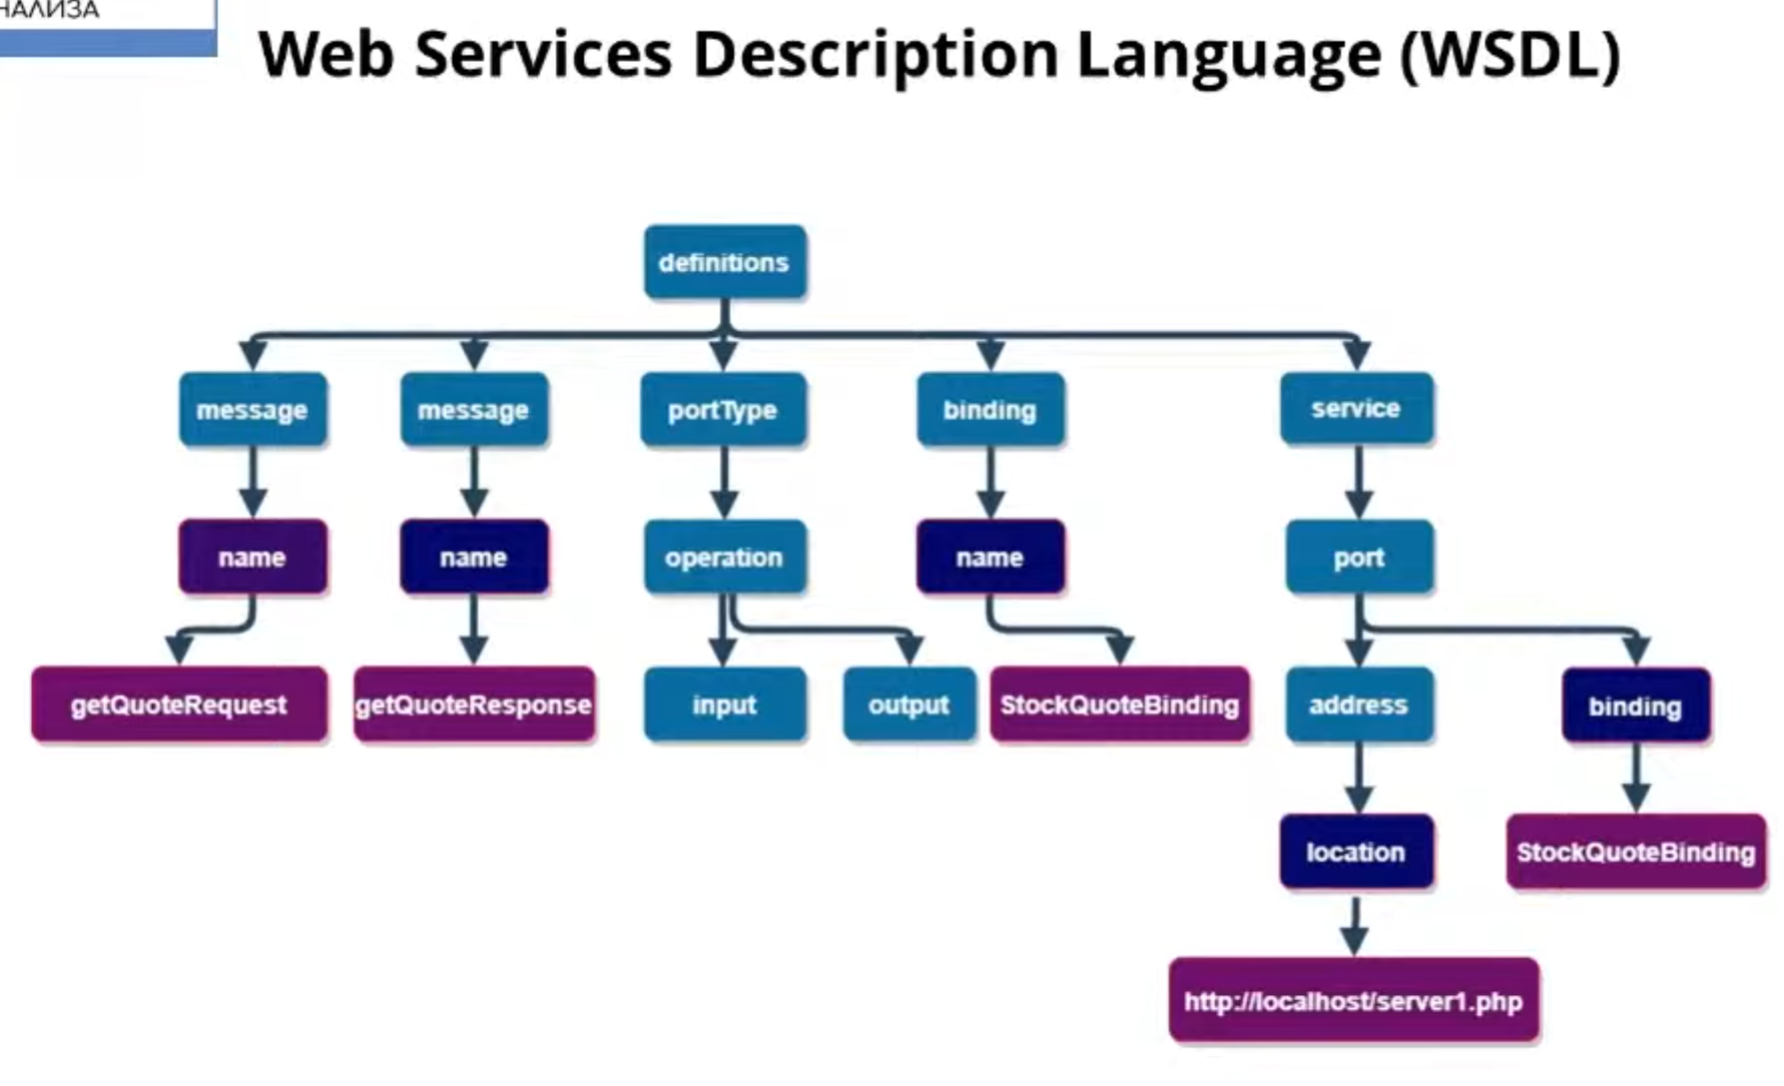 НАЛИЗА
Web Services Description Language (WSDL)
definitions
message
message
portType
binding
service
name
name
operation
name
port
getQuoteRequest
getQuoteResponse
input
output
StockQuoteBinding
address
binding
location
StockQuoteBinding
http://localhost/server1.php